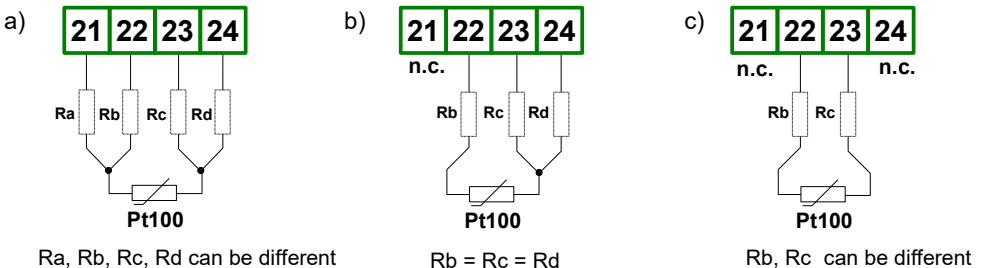 a) 21 22 23 24
Ra Rb Rc Rd
Pt100
Ra, Rb, Rc, Rd can be different
b) 21 22 23 24
n.c.
Rb Rc Rd
Pt100
Rb = Rc = Rd
c) 21 22 23 24
n.c. n.c.
Rb Rc
Pt100
Rb, Rc can be different